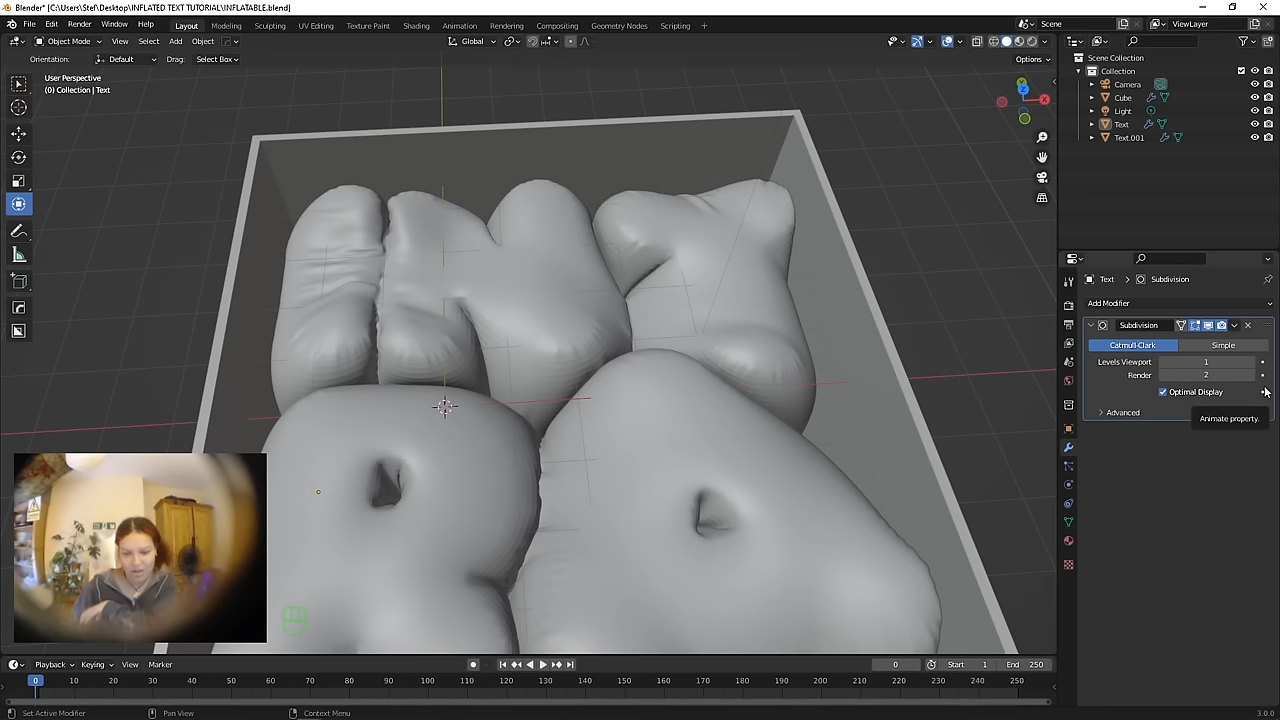 Blender* [C:\Users\Stef\Desktop\INFLATED TEXT TUTORIAL\INFLATABLE.blend]
File Edit Render Window Help Layout Modeling Sculpting UV Editing Texture Paint Shading Animation Rendering Compositing Geometry Nodes Scripting + Scene ViewLayer
Object Mode View Select Add Object Global
Orientation: Default Drag: Select Box Options
User Perspective
(0) Collection | Text
Scene Collection
Collection
Camera
Cube
Light
Text
Text.001
Text > Subdivision
Add Modifier
Subdivision
Catmull-Clark Simple
Levels Viewport 1
Render 2
Optimal Display
Advanced
Animate property.
Playback Keying View Marker 0 Start 1 End 250
0 10 20 30 40 50 60 70 80 90 100 110 120 130 140 150 160 170 180 190 200 210 220 230 240 250
Set Active Modifier Pan View Context Menu 3.0.0